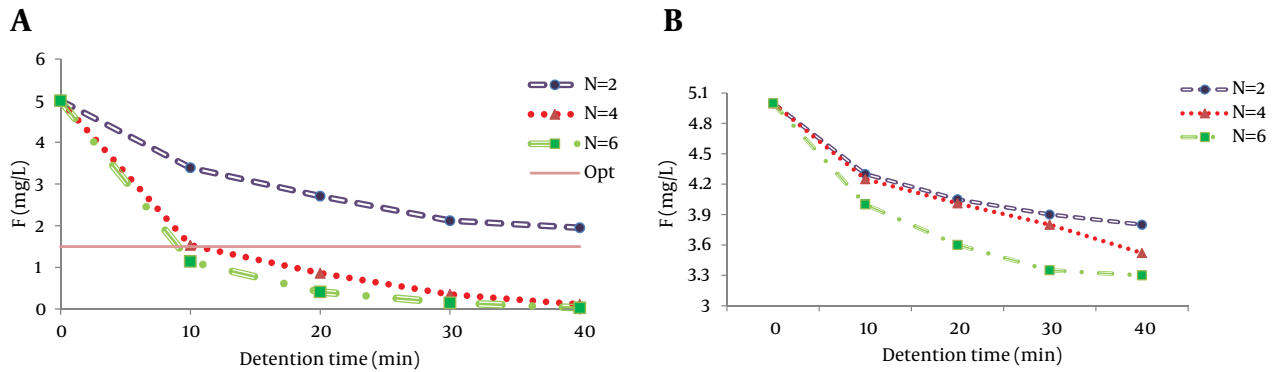 A
6
5
4
3
2
1
0
F (mg/L)
0 10 20 30 40
Detention time (min)
N=2
N=4
N=6
Opt
B
5.1
4.8
4.5
4.2
3.9
3.6
3.3
3
F (mg/L)
0 10 20 30 40
Detention time (min)
N=2
N=4
N=6